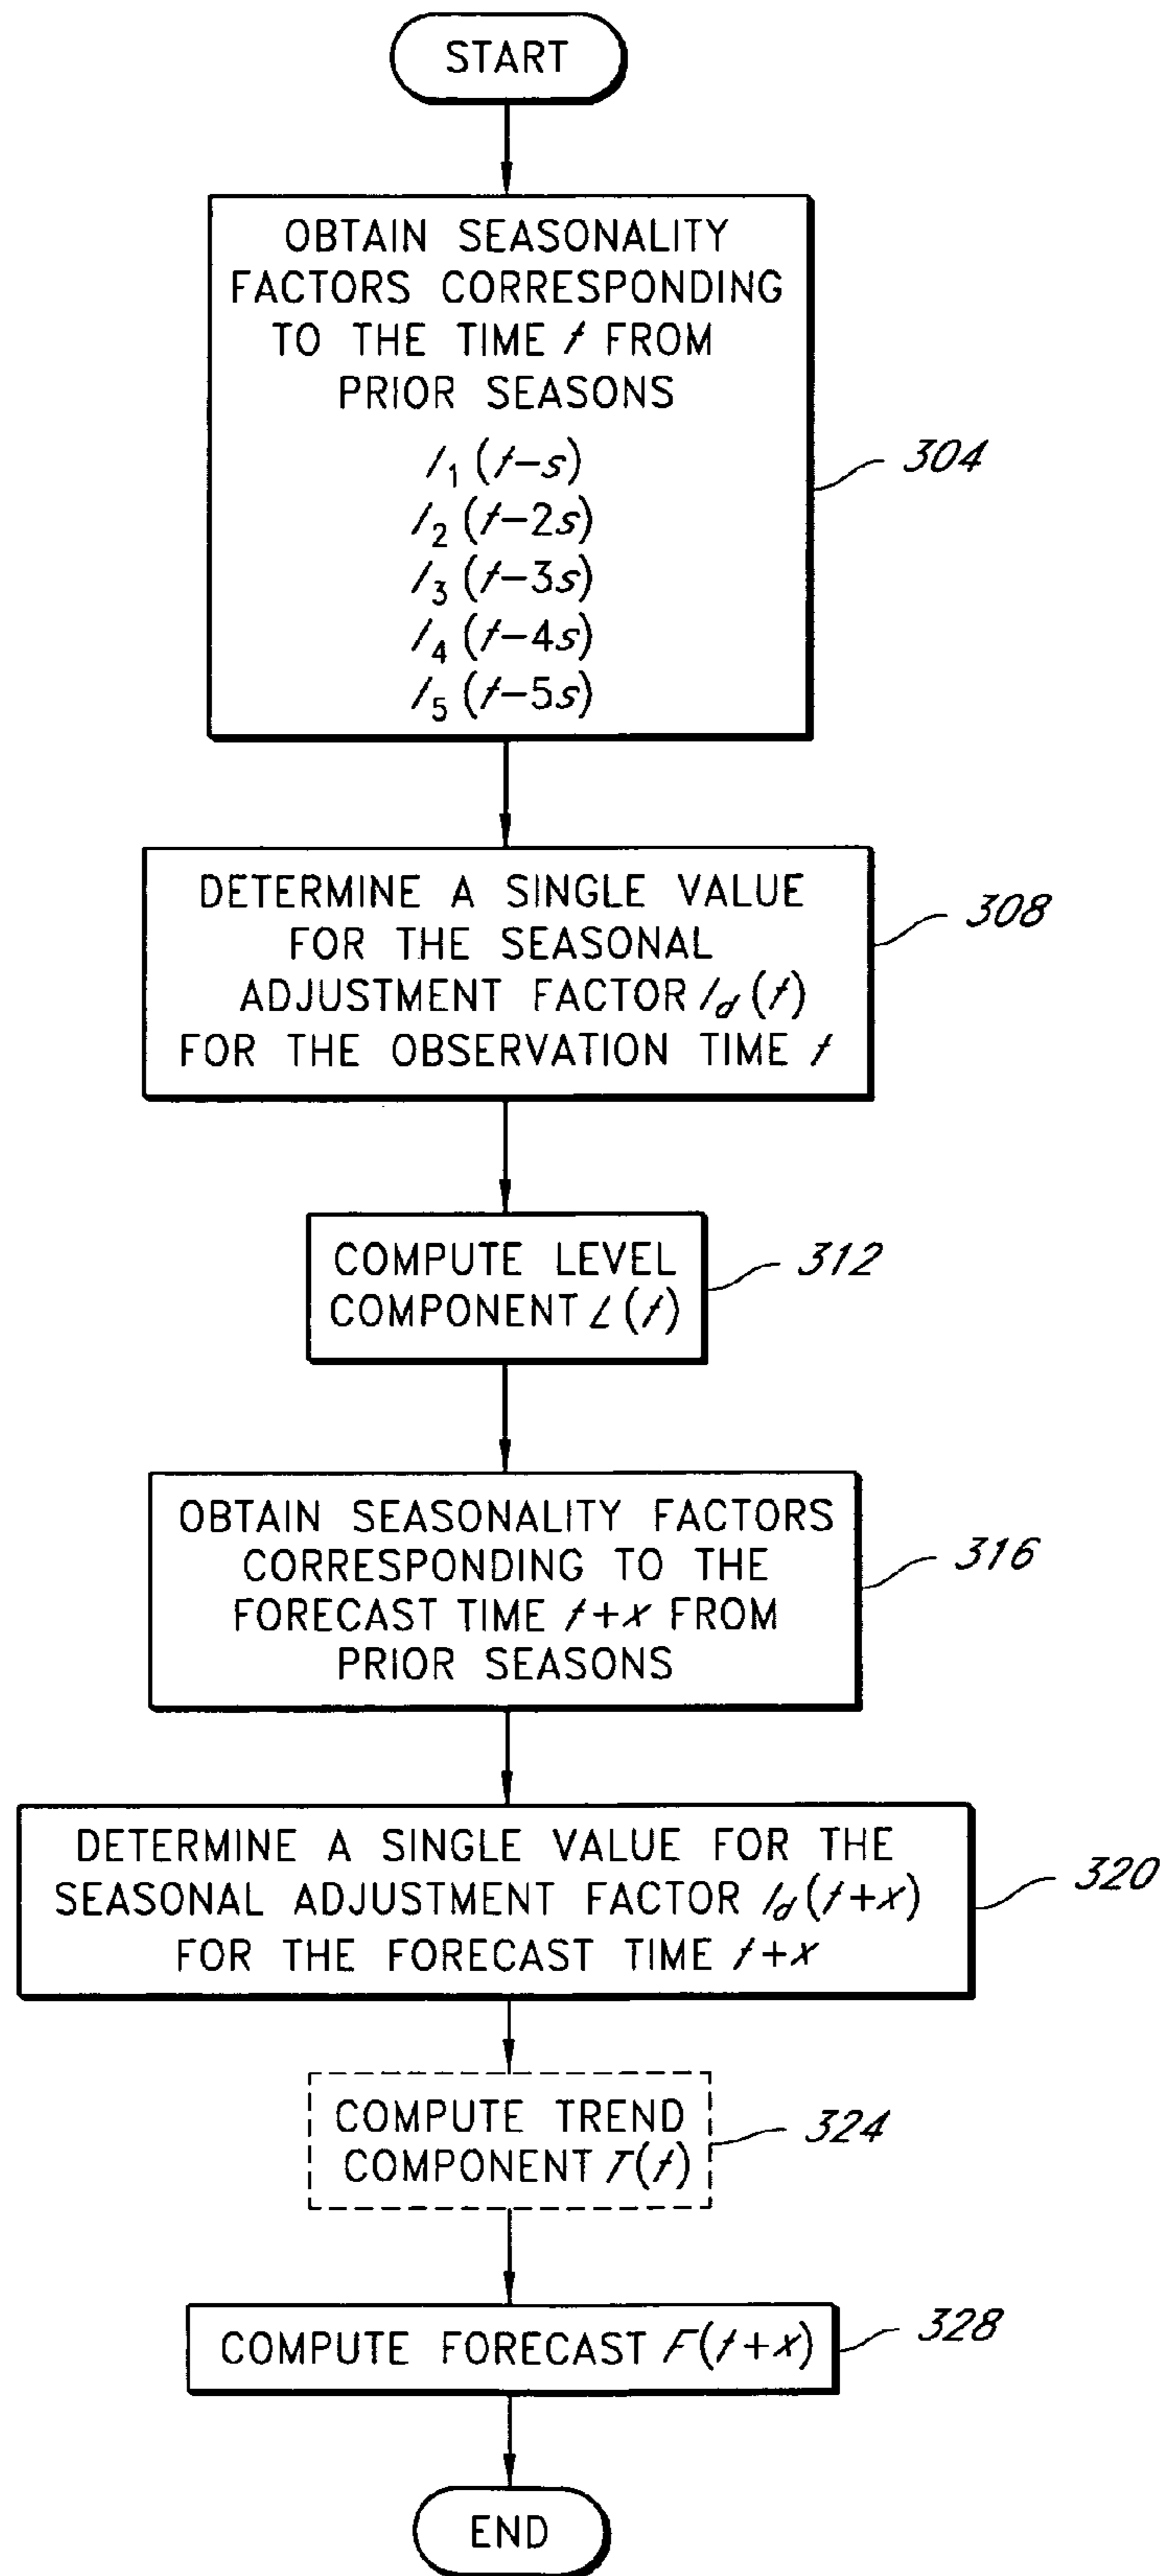 START
OBTAIN SEASONALITY
FACTORS CORRESPONDING
TO THE TIME t FROM
PRIOR SEASONS
I1 (t-s)
I2 (t-2s)
I3 (t-3s)
I4 (t-4s)
I5 (t-5s)
304
DETERMINE A SINGLE VALUE
FOR THE SEASONAL
ADJUSTMENT FACTOR Id(t)
FOR THE OBSERVATION TIME t
308
COMPUTE LEVEL
COMPONENT L(t)
312
OBTAIN SEASONALITY FACTORS
CORRESPONDING TO THE
FORECAST TIME t+x FROM
PRIOR SEASONS
316
DETERMINE A SINGLE VALUE FOR THE
SEASONAL ADJUSTMENT FACTOR Id(t+x)
FOR THE FORECAST TIME t+x
320
COMPUTE TREND
COMPONENT T(t)
324
COMPUTE FORECAST F(t+x)
328
END